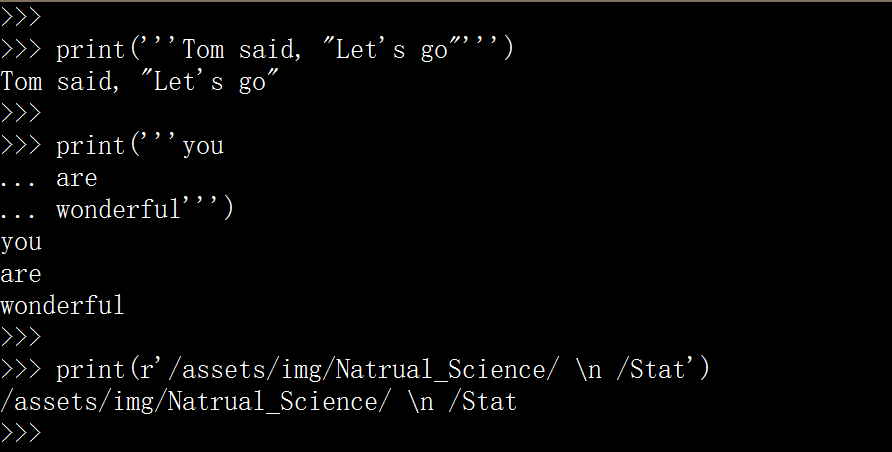 >>>
>>> print('''Tom said, "Let's go"''')
Tom said, "Let's go"
>>>
>>> print('''you
... are
... wonderful''')
you
are
wonderful
>>>
>>> print(r'/assets/img/Natrual_Science/ \n /Stat')
/assets/img/Natrual_Science/ \n /Stat
>>>